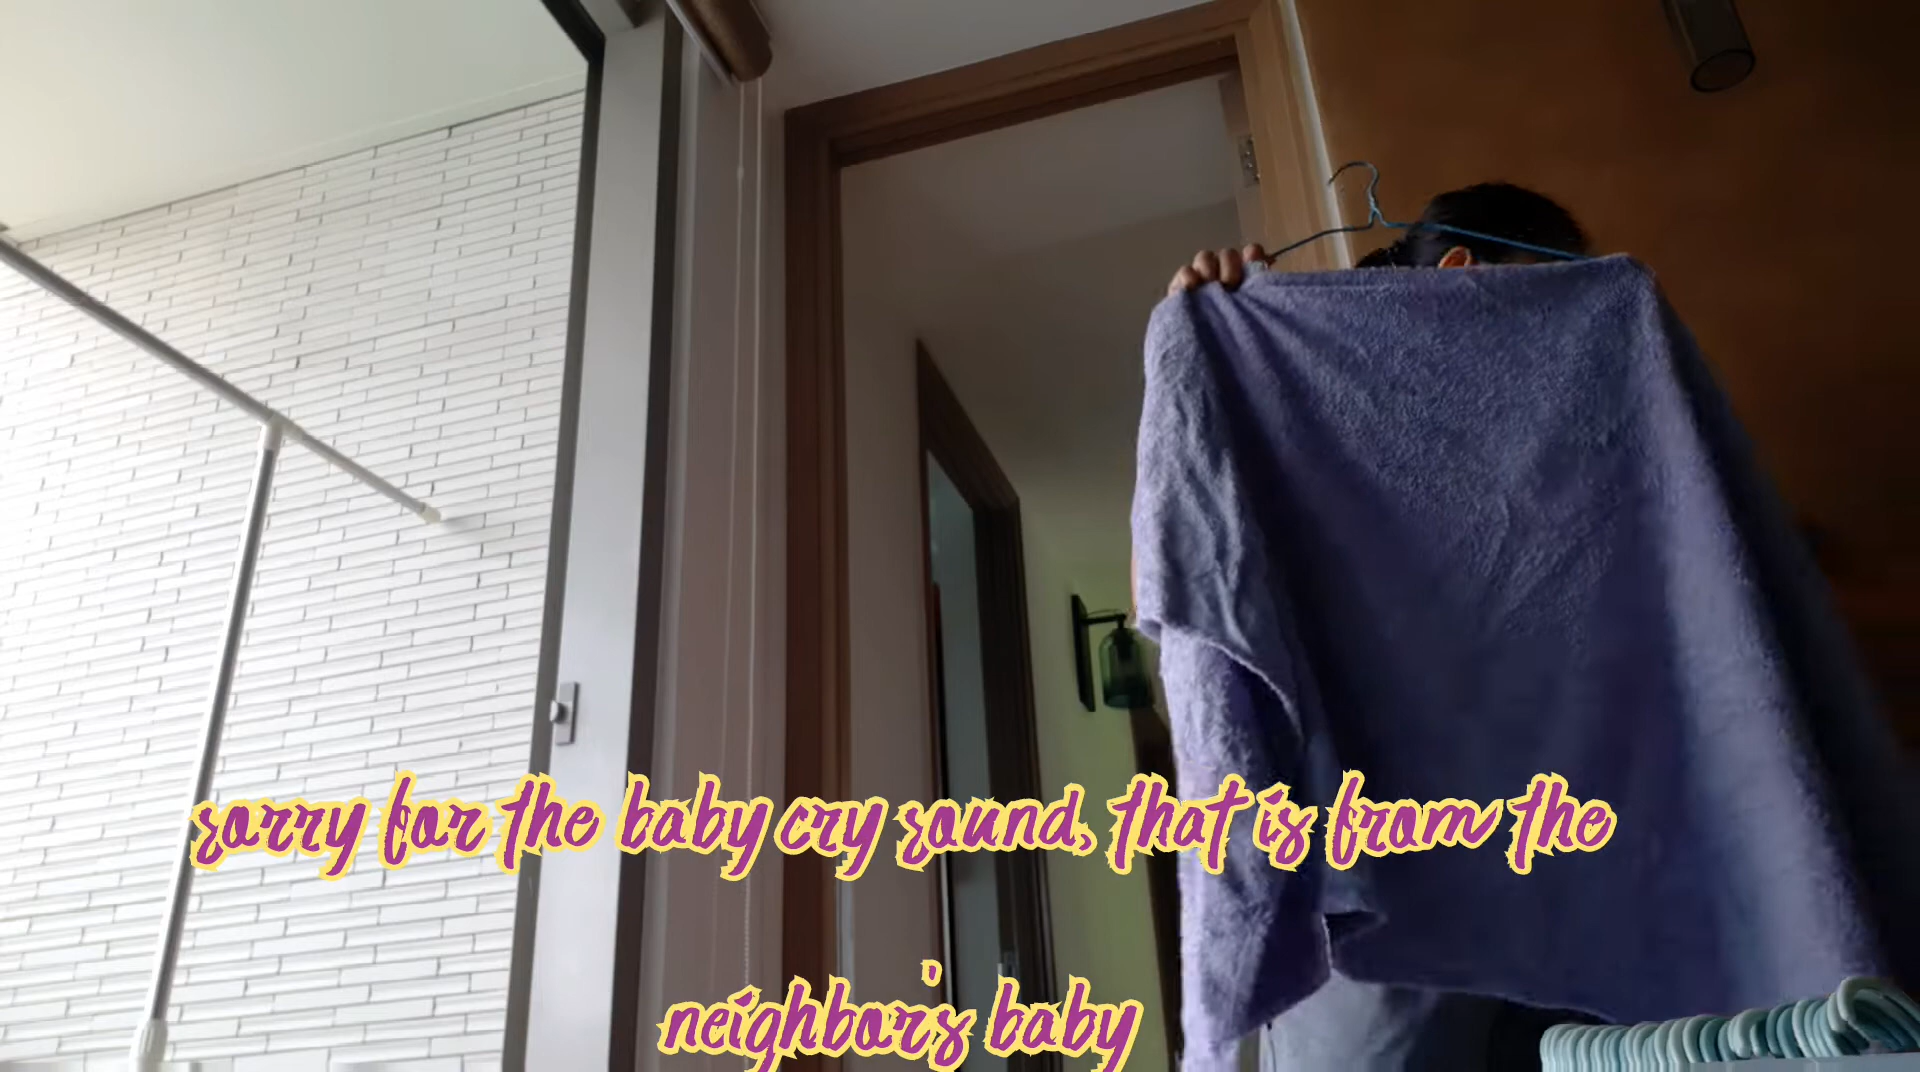 sorry for the baby cry sound, that is from the
neighbor's baby